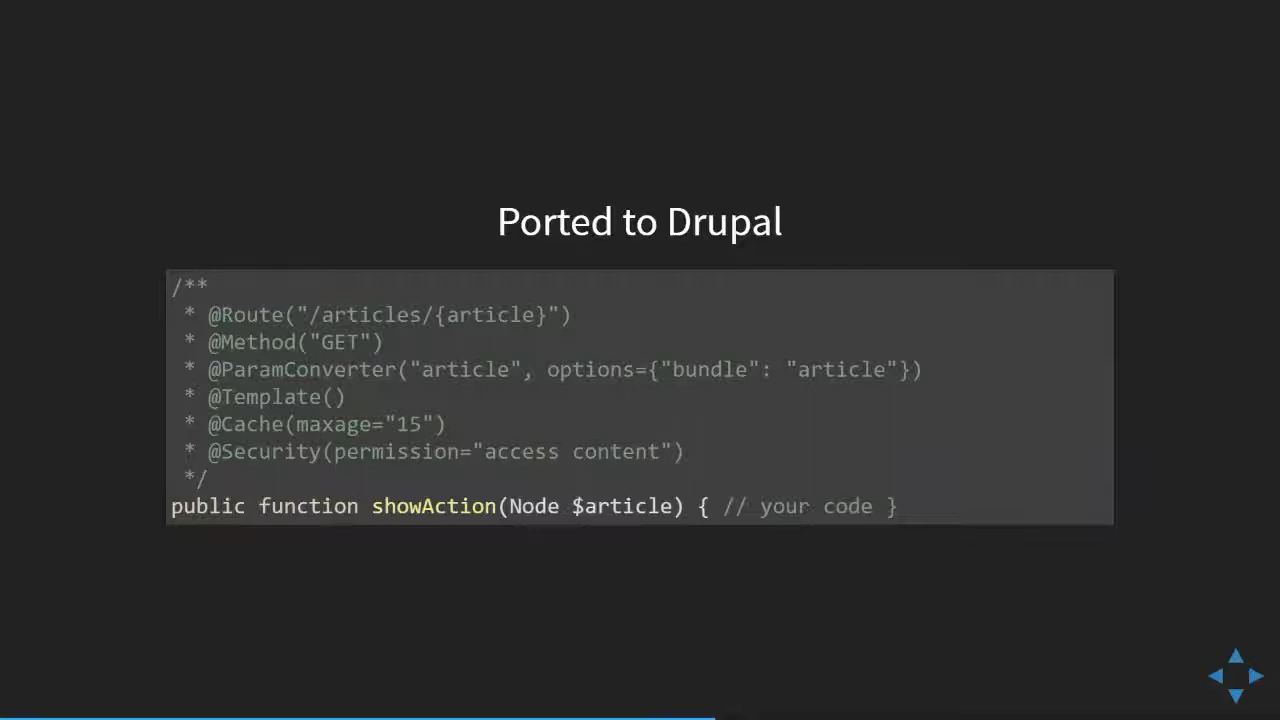 Ported to Drupal
/**
 * @Route("/articles/{article}")
 * @Method("GET")
 * @ParamConverter("article", options={"bundle": "article"})
 * @Template()
 * @Cache(maxage="15")
 * @Security(permission="access content")
 */
public function showAction(Node $article) { // your code }